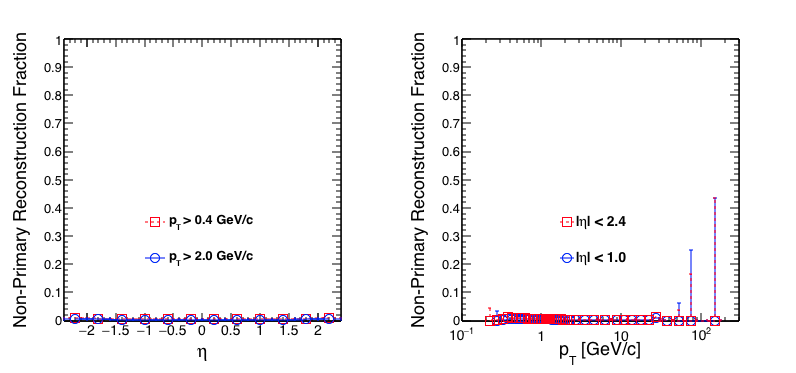 Non-Primary Reconstruction Fraction
1
0.9
0.8
0.7
0.6
0.5
0.4
0.3
0.2
0.1
0
p_T > 0.4 GeV/c
p_T > 2.0 GeV/c
−2 −1.5 −1 −0.5 0 0.5 1 1.5 2
η
Non-Primary Reconstruction Fraction
1
0.9
0.8
0.7
0.6
0.5
0.4
0.3
0.2
0.1
0
|η| < 2.4
|η| < 1.0
10⁻¹ 1 10 10²
p_T [GeV/c]